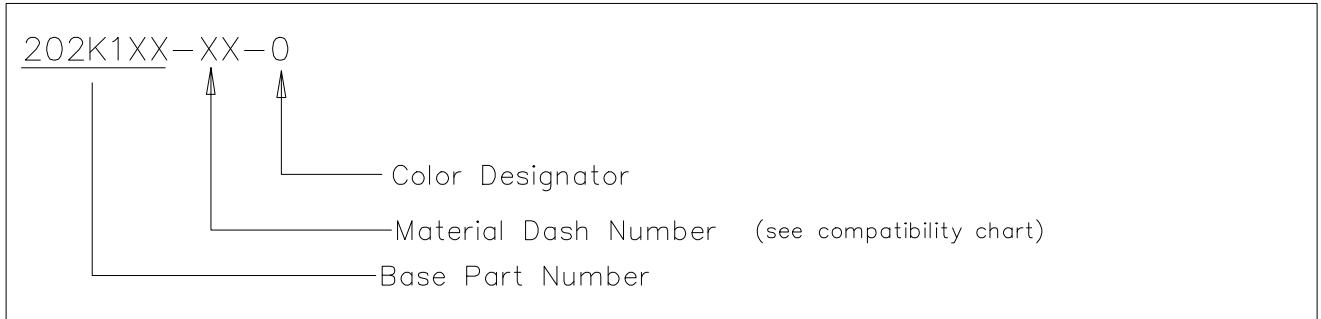 202K1XX-XX-0
Color Designator
Material Dash Number (see compatibility chart)
Base Part Number